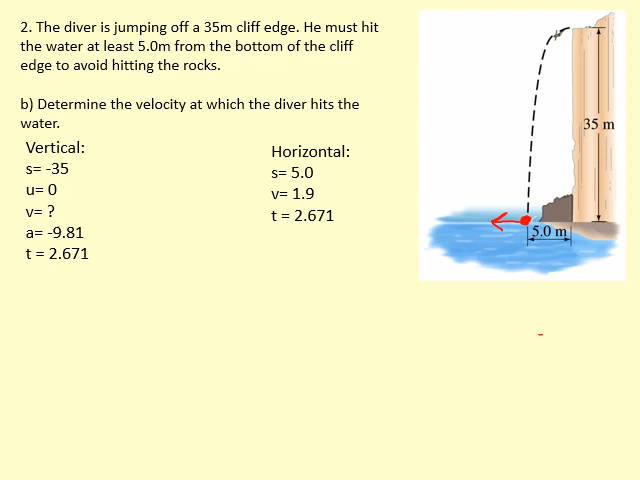 2. The diver is jumping off a 35m cliff edge. He must hit
the water at least 5.0m from the bottom of the cliff
edge to avoid hitting the rocks.
b) Determine the velocity at which the diver hits the
water.
Vertical:
s= -35
u= 0
v= ?
a= -9.81
t = 2.671
Horizontal:
s= 5.0
v= 1.9
t = 2.671
35 m
5.0 m